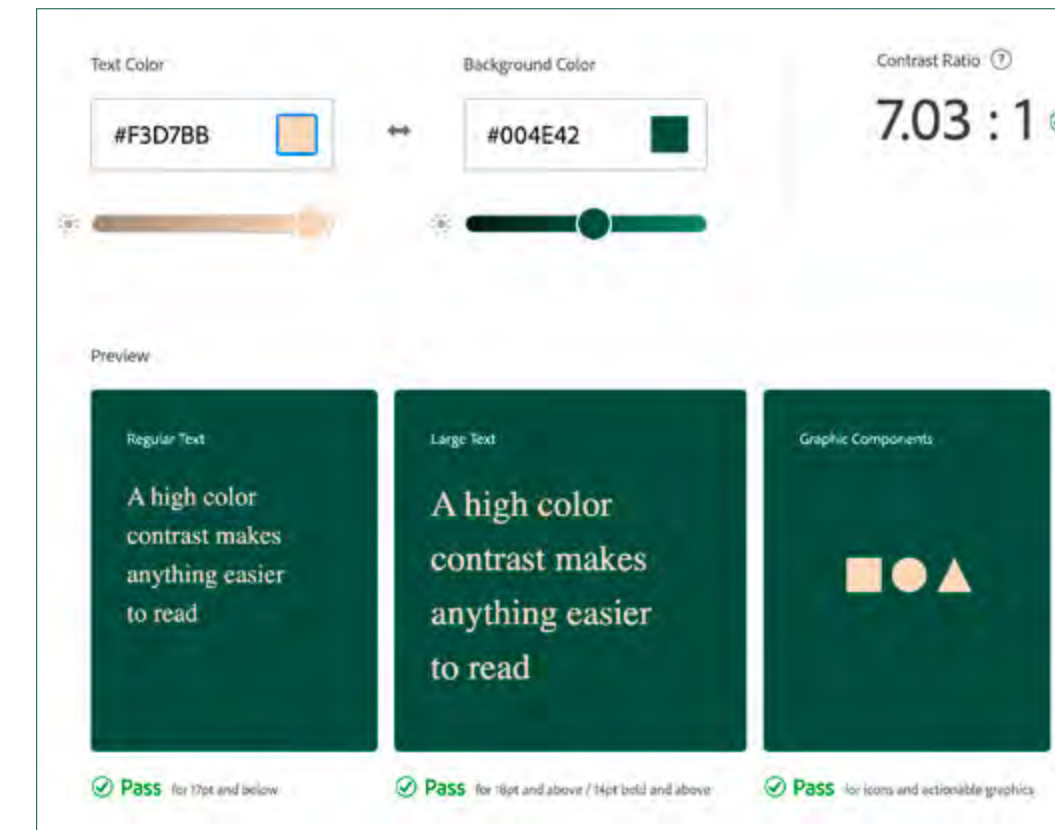 Text Color
Background Color
Contrast Ratio ?
#F3D7BB
#004E42
7.03 : 1
Preview
Regular Text
A high color
contrast makes
anything easier
to read
Large Text
A high color
contrast makes
anything easier
to read
Graphic Components
Pass for 17pt and below
Pass for 18pt and above / 14pt bold and above
Pass for icons and actionable graphics